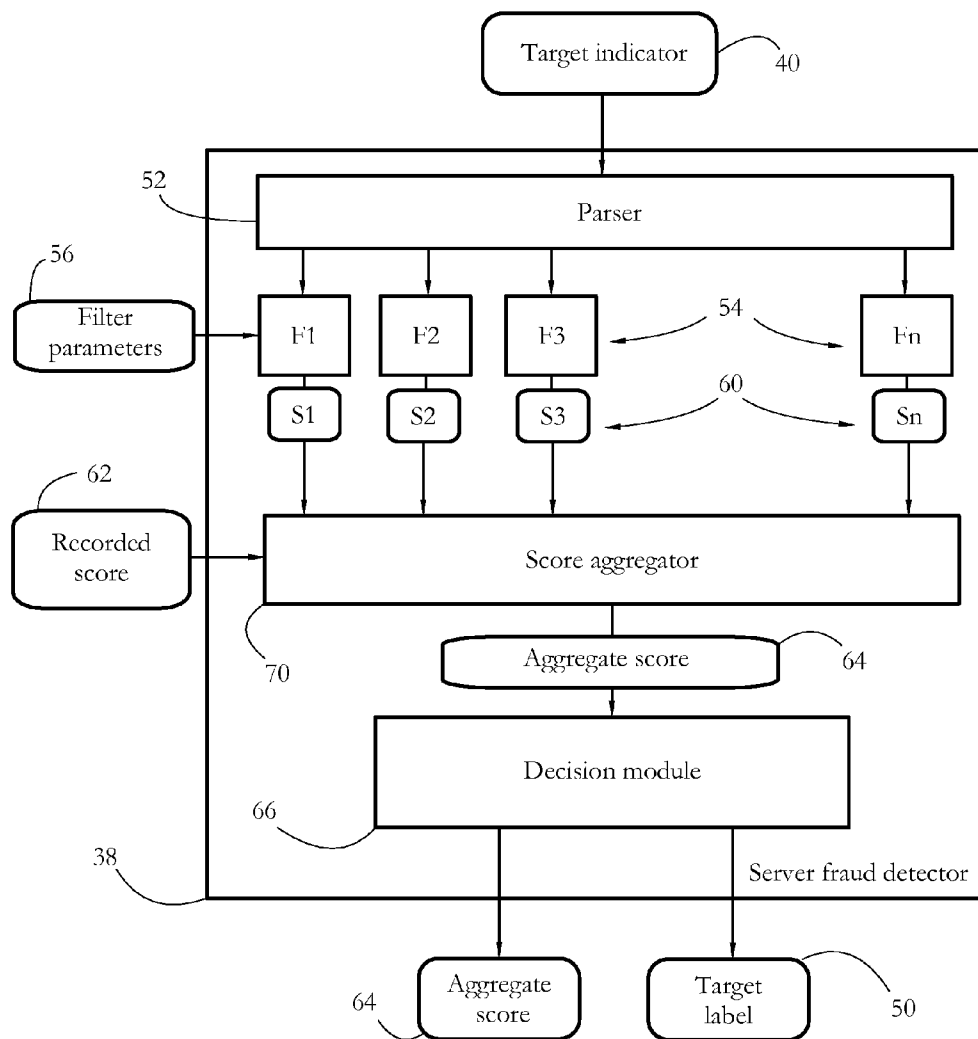 Target indicator
40
52
Parser
56
Filter
parameters
F1
F2
F3
54
Fn
S1
S2
S3
60
Sn
62
Recorded
score
Score aggregator
70
Aggregate score
64
Decision module
66
38
Server fraud detector
Aggregate
score
64
Target
label
50